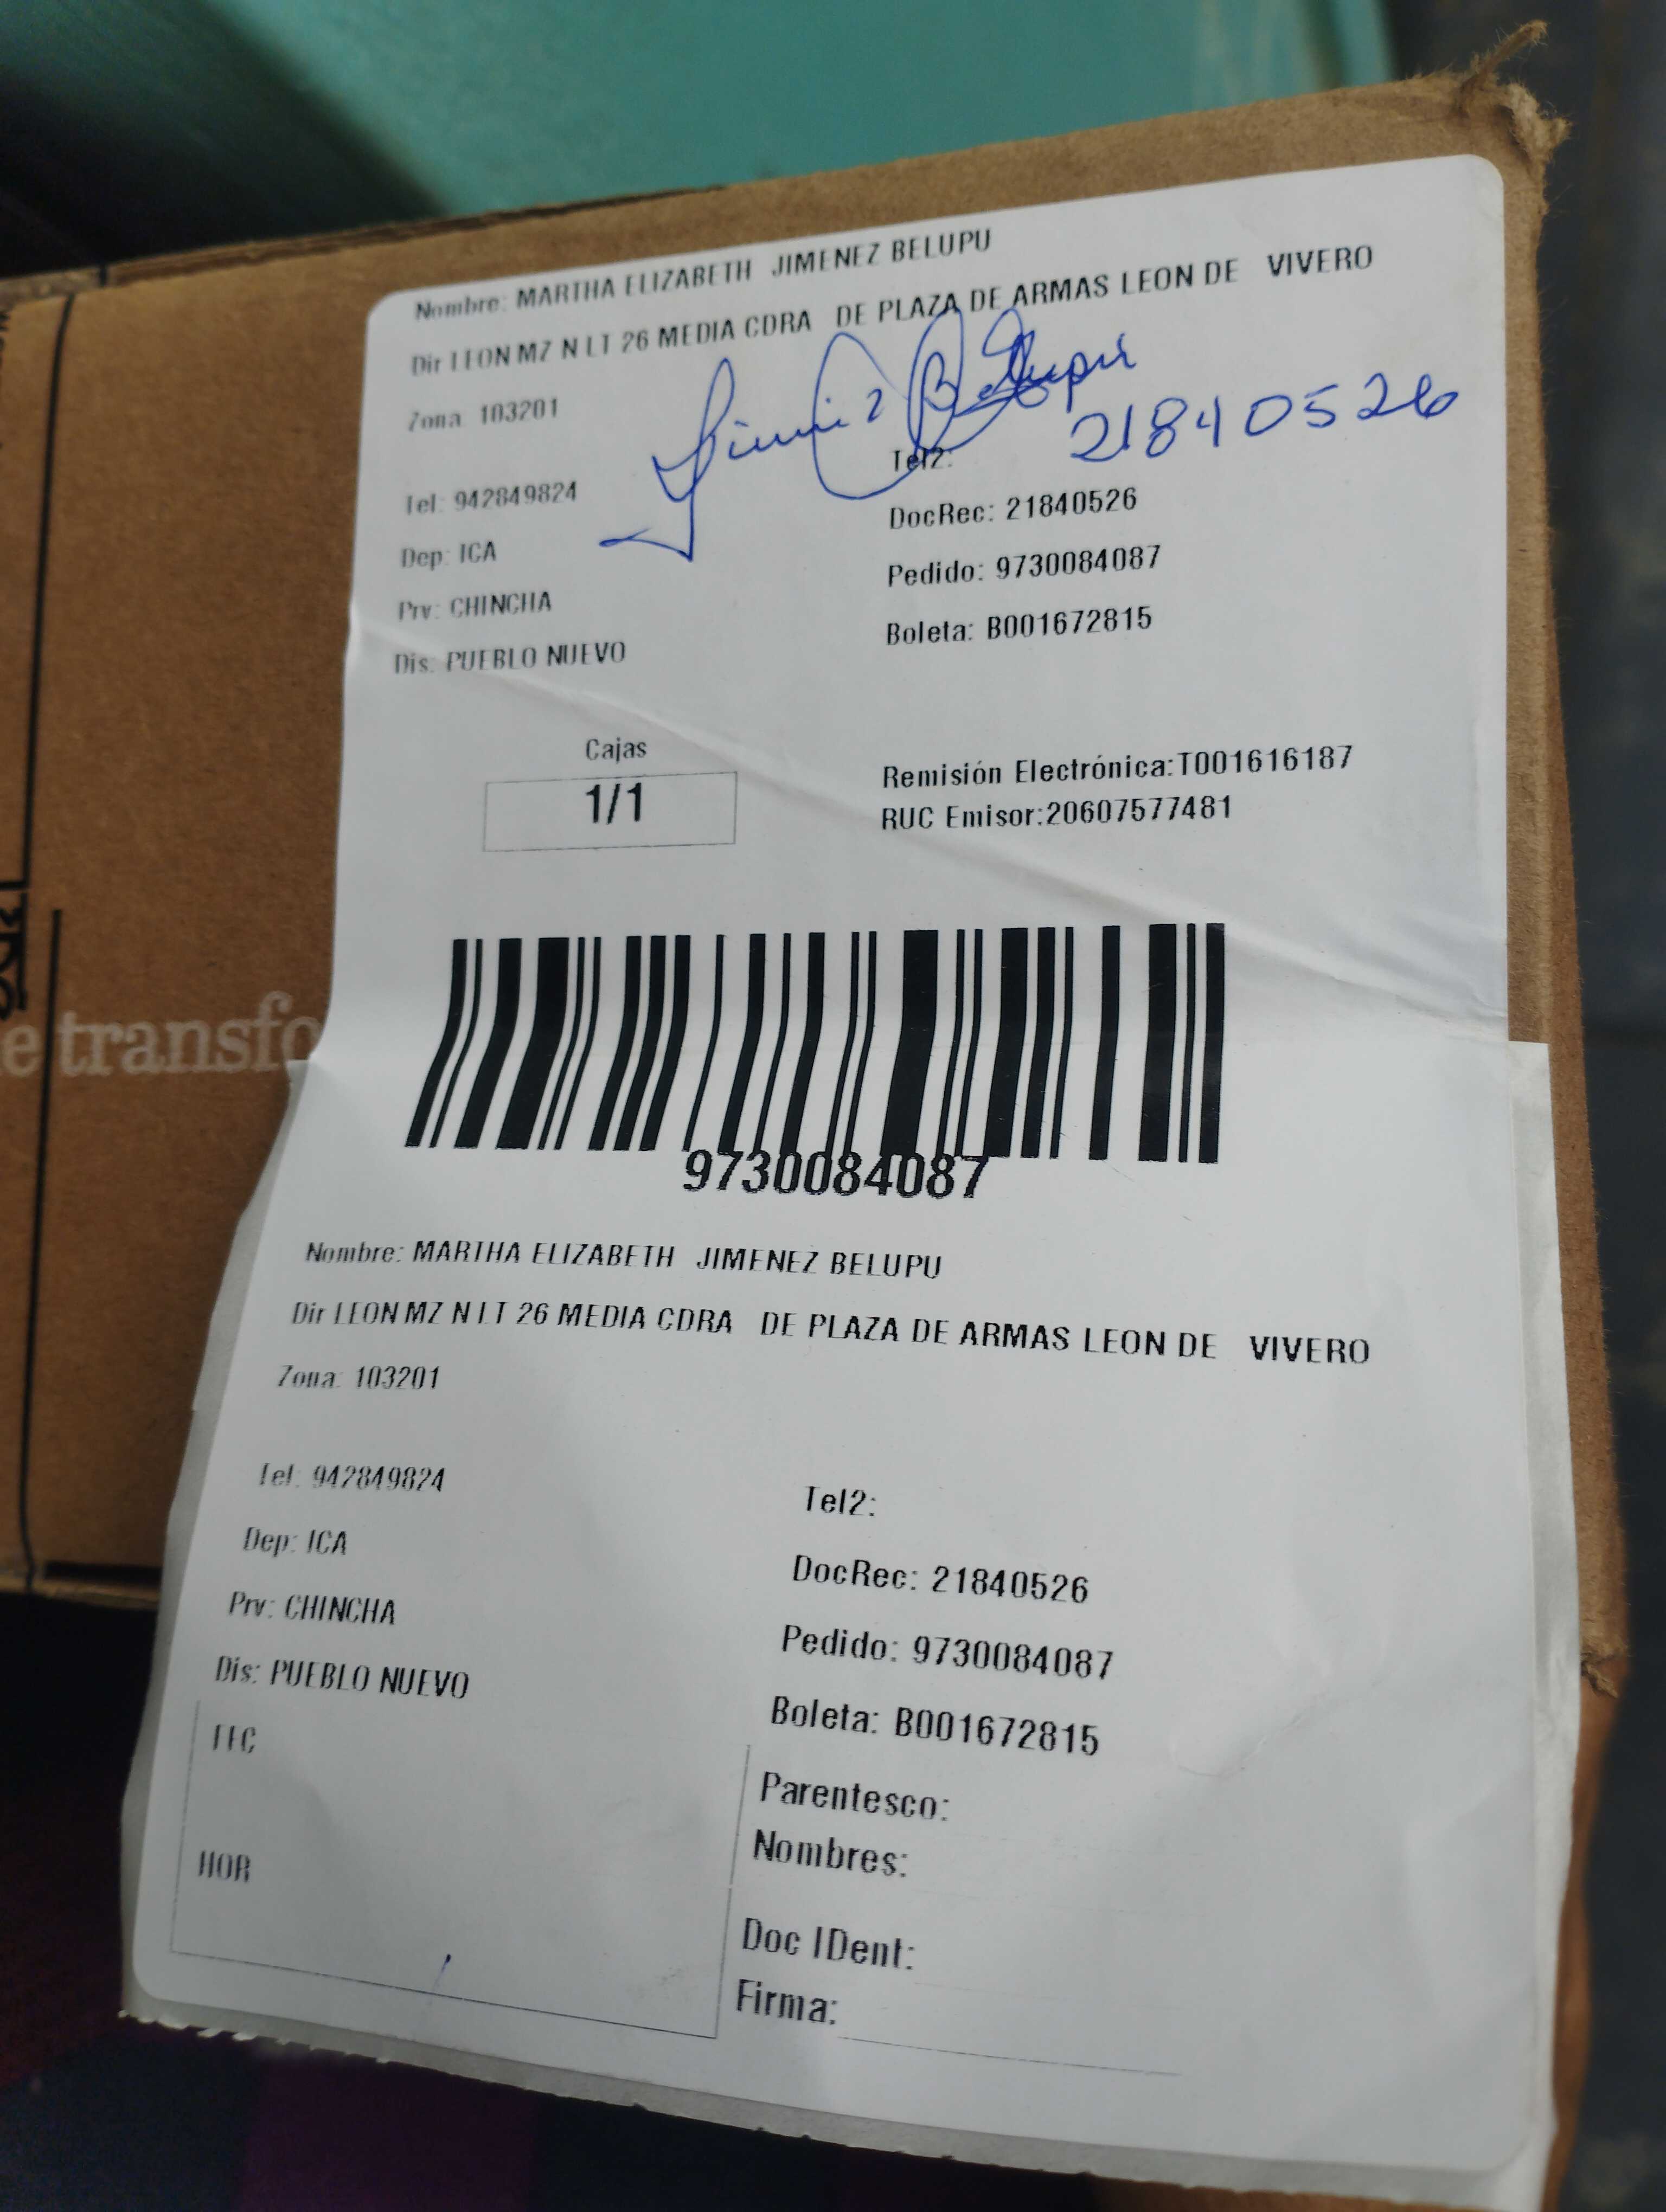 Nombre: MARTHA ELIZABETH JIMENEZ BELUPU
Dir LEON MZ N LT 26 MEDIA CDRA DE PLAZA DE ARMAS LEON DE VIVERO
Zona: 103201
21840526
Tel: 942849824
Tel2:
Dep: ICA
DocRec: 21840526
Prv: CHINCHA
Pedido: 9730084087
Dis: PUEBLO NUEVO
Boleta: B001672815
Cajas
1/1
Remisión Electrónica:T001616187
RUC Emisor:20607577481
e transfo
9730084087
Nombre: MARTHA ELIZABETH JIMENEZ BELUPU
Dir LEON MZ N LT 26 MEDIA CDRA DE PLAZA DE ARMAS LEON DE VIVERO
Zona: 103201
Tel: 942849824
Tel2:
Dep: ICA
DocRec: 21840526
Prv: CHINCHA
Pedido: 9730084087
Dis: PUEBLO NUEVO
Boleta: B001672815
Parentesco:
Nombres:
HOR
Doc IDent:
Firma: